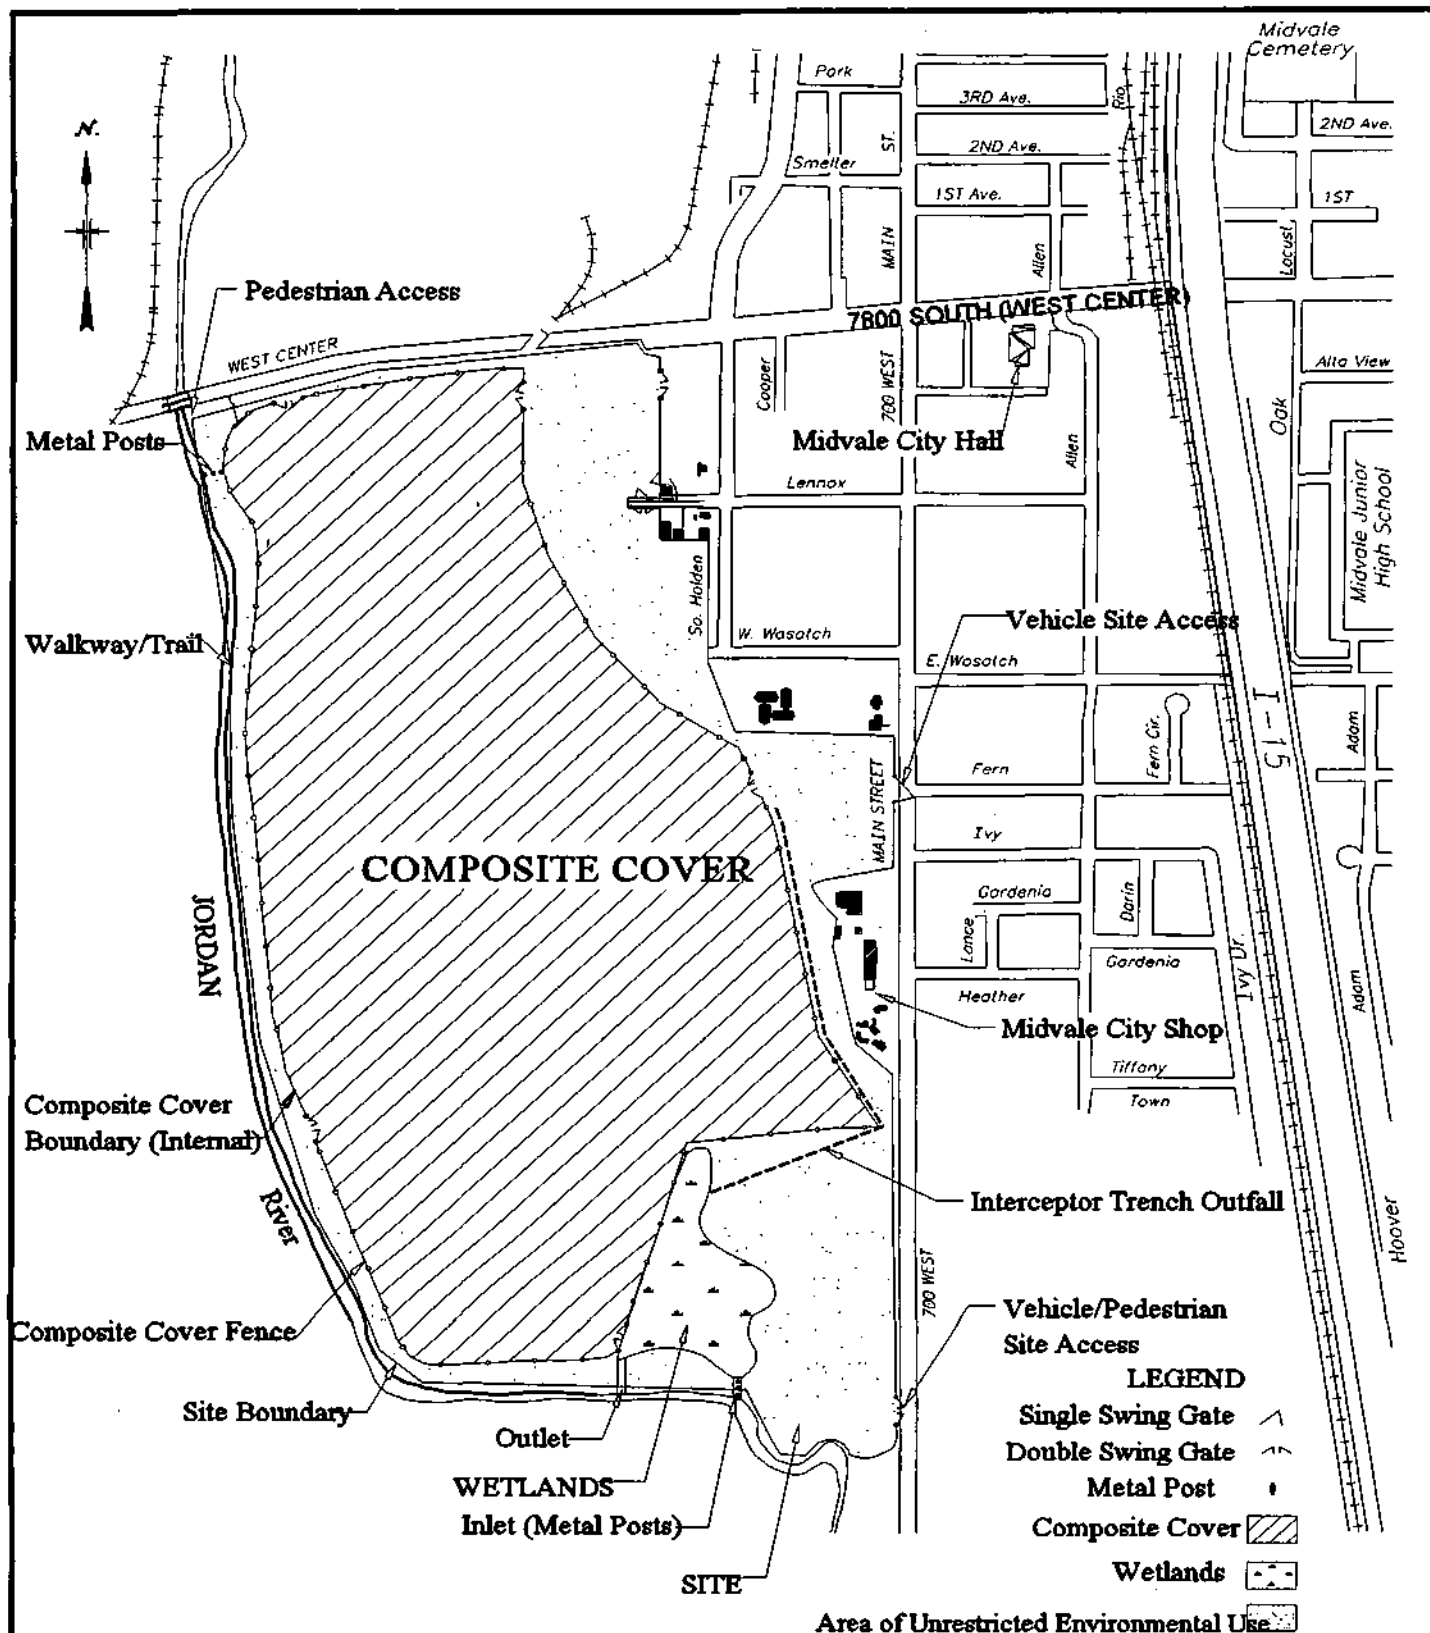 Midvale
Cemetery
Park
3RD Ave.
Rio
2ND Ave.
N.
ST.
2ND Ave.
Smelter
1ST Ave.
1ST
MAIN
Allen
Locust
Pedestrian Access
7800 SOUTH (WEST CENTER)
WEST CENTER
Alta View
Cooper
700 WEST
Oak
Metal Posts
Midvale City Hall
Allen
Lennox
Midvale Junior
High School
So. Holden
Vehicle Site Access
Walkway/Trail
W. Wasatch
E. Wasatch
I-15
Fern Cir.
Adam
Fern
MAIN STREET
Ivy
COMPOSITE COVER
Gardenia
Darin
JORDAN
Lance
Gardenia
Ivy Dr.
Heather
Adam
Midvale City Shop
Tiffany
Composite Cover
Boundary (Internal)
Town
River
Interceptor Trench Outfall
Hoover
700 WEST
Composite Cover Fence
Vehicle/Pedestrian
Site Access
LEGEND
Site Boundary
Single Swing Gate
Outlet
Double Swing Gate
WETLANDS
Metal Post
Inlet (Metal Posts)
Composite Cover
SITE
Wetlands
Area of Unrestricted Environmental Use